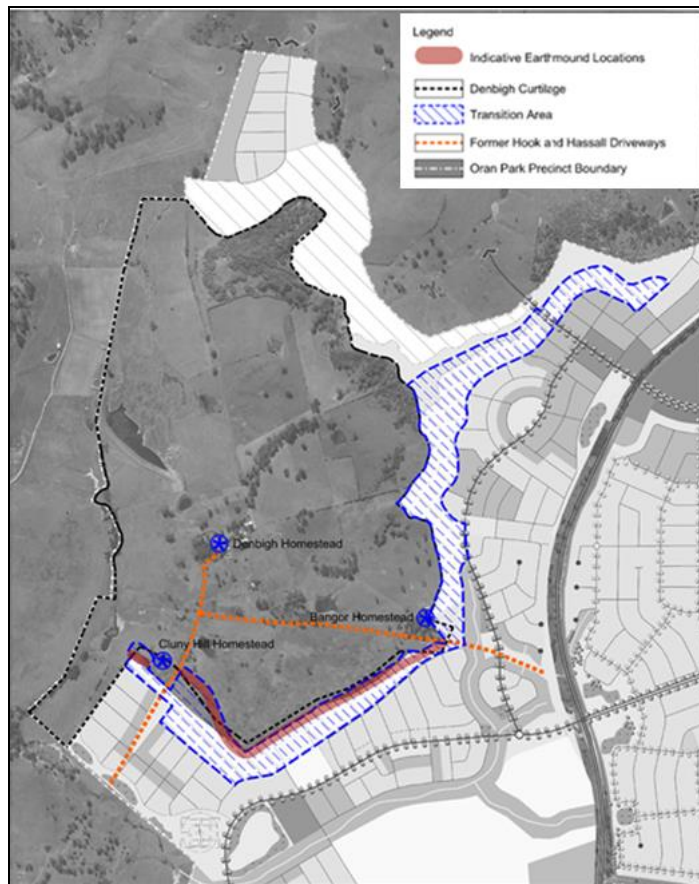 Legend
Indicative Earthmound Locations
Denbigh Curtilage
Transition Area
Former Hook and Hassall Driveways
Oran Park Precinct Boundary
Denbigh Homestead
Bangor Homestead
Cluny Hill Homestead